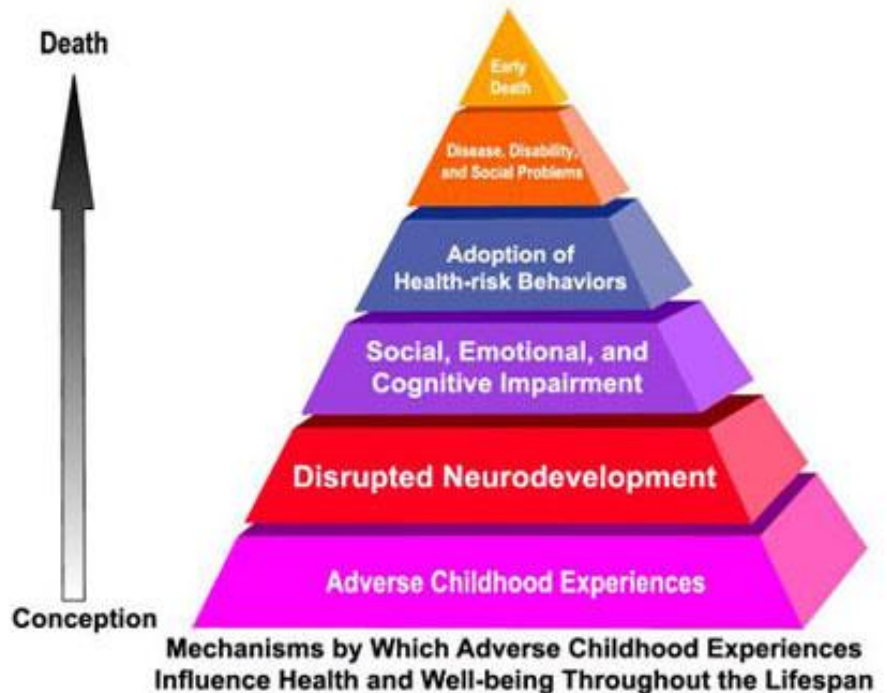 Death
Early
Death
Disease, Disability,
and Social Problems
Adoption of
Health-risk Behaviors
Social, Emotional, and
Cognitive Impairment
Disrupted Neurodevelopment
Adverse Childhood Experiences
Conception
Mechanisms by Which Adverse Childhood Experiences
Influence Health and Well-being Throughout the Lifespan